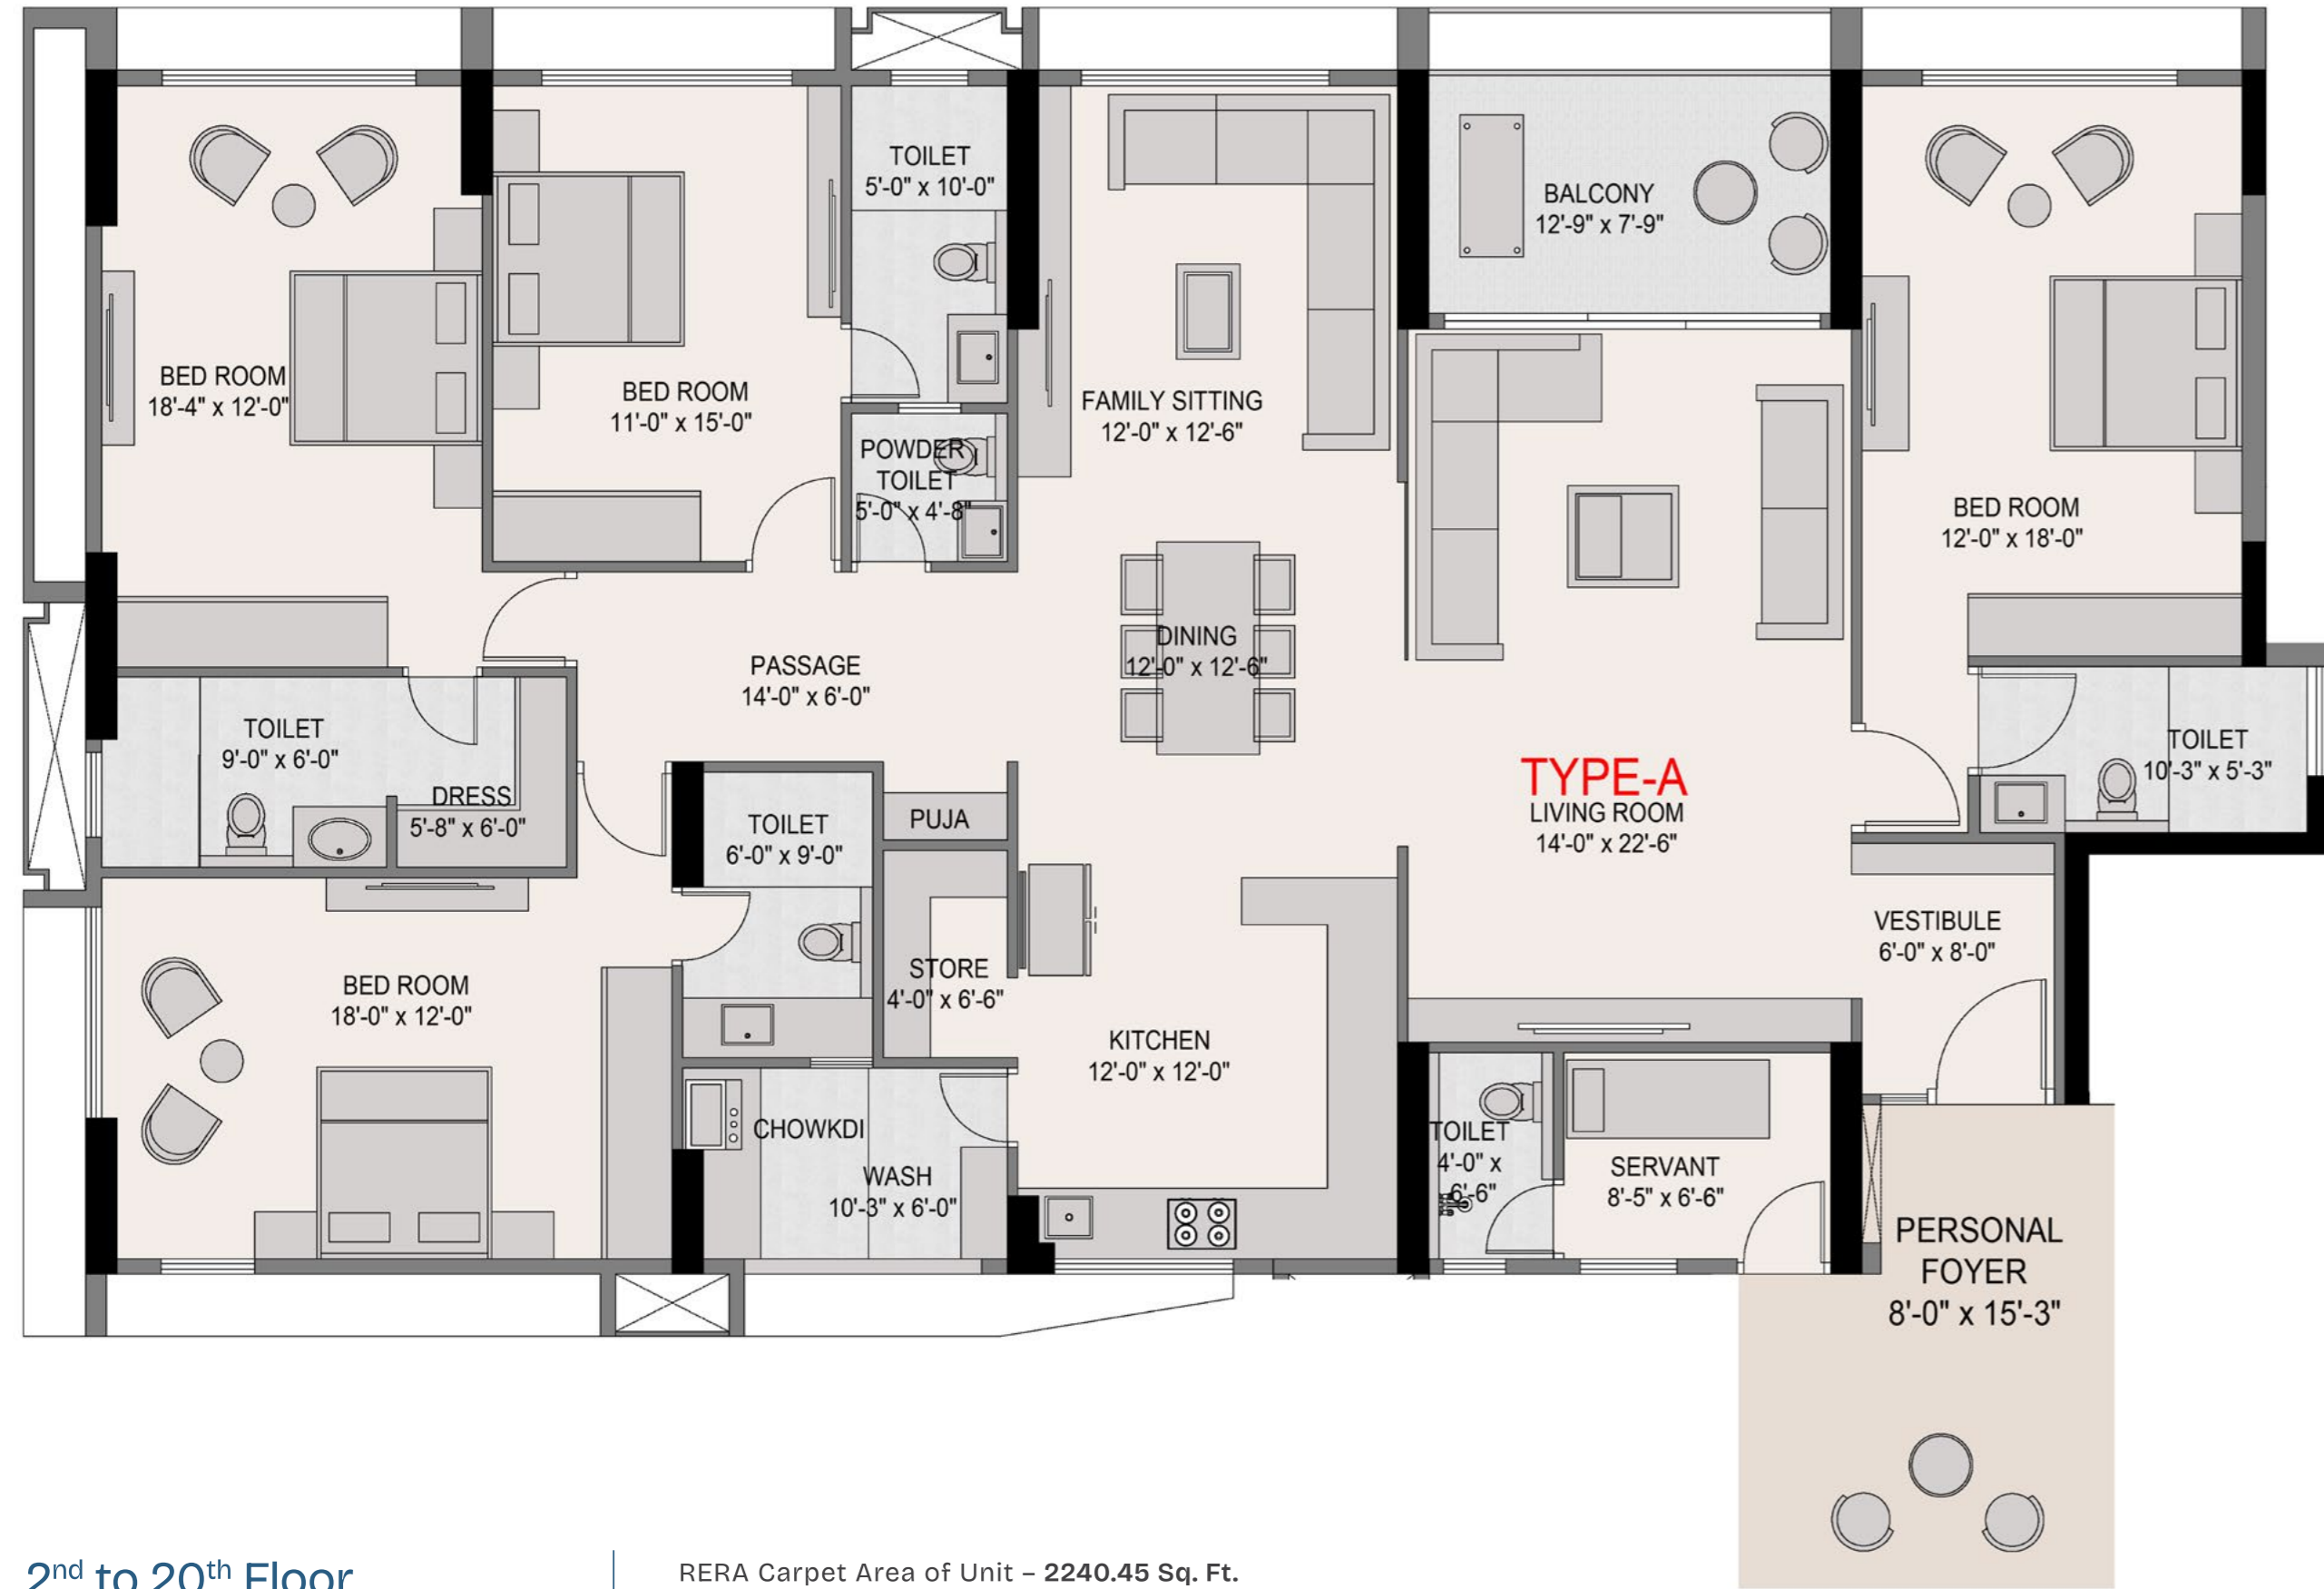 TOILET
5'-0" x 10'-0"
BALCONY
12'-9" x 7'-9"
BED ROOM
18'-4" x 12'-0"
BED ROOM
11'-0" x 15'-0"
FAMILY SITTING
12'-0" x 12'-6"
POWDER
TOILET
5'-0" x 4'-8"
BED ROOM
12'-0" x 18'-0"
DINING
12'-0" x 12'-6"
PASSAGE
14'-0" x 6'-0"
TOILET
9'-0" x 6'-0"
DRESS
5'-8" x 6'-0"
TOILET
6'-0" x 9'-0"
PUJA
TYPE-A
LIVING ROOM
14'-0" x 22'-6"
TOILET
10'-3" x 5'-3"
VESTIBULE
6'-0" x 8'-0"
BED ROOM
18'-0" x 12'-0"
STORE
4'-0" x 6'-6"
KITCHEN
12'-0" x 12'-0"
CHOWKDI
WASH
10'-3" x 6'-0"
TOILET
4'-0" x
6'-6"
SERVANT
8'-5" x 6'-6"
PERSONAL
FOYER
8'-0" x 15'-3"
2nd to 20th Floor
RERA Carpet Area of Unit – 2240.45 Sq. Ft.